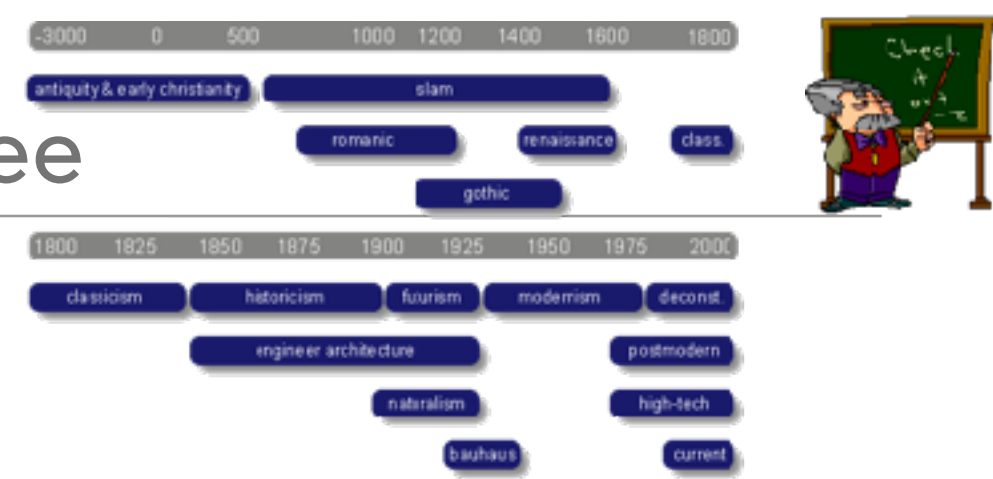 -3000 0 500 1000 1200 1400 1600 1800
antiquity & early christianity slam
romanic renaissance class.
ee
gothic
1800 1825 1850 1875 1900 1925 1950 1975 2000
classicism historicism futurism modernism deconst.
engineer architecture postmodern
naturalism high-tech
bauhaus current